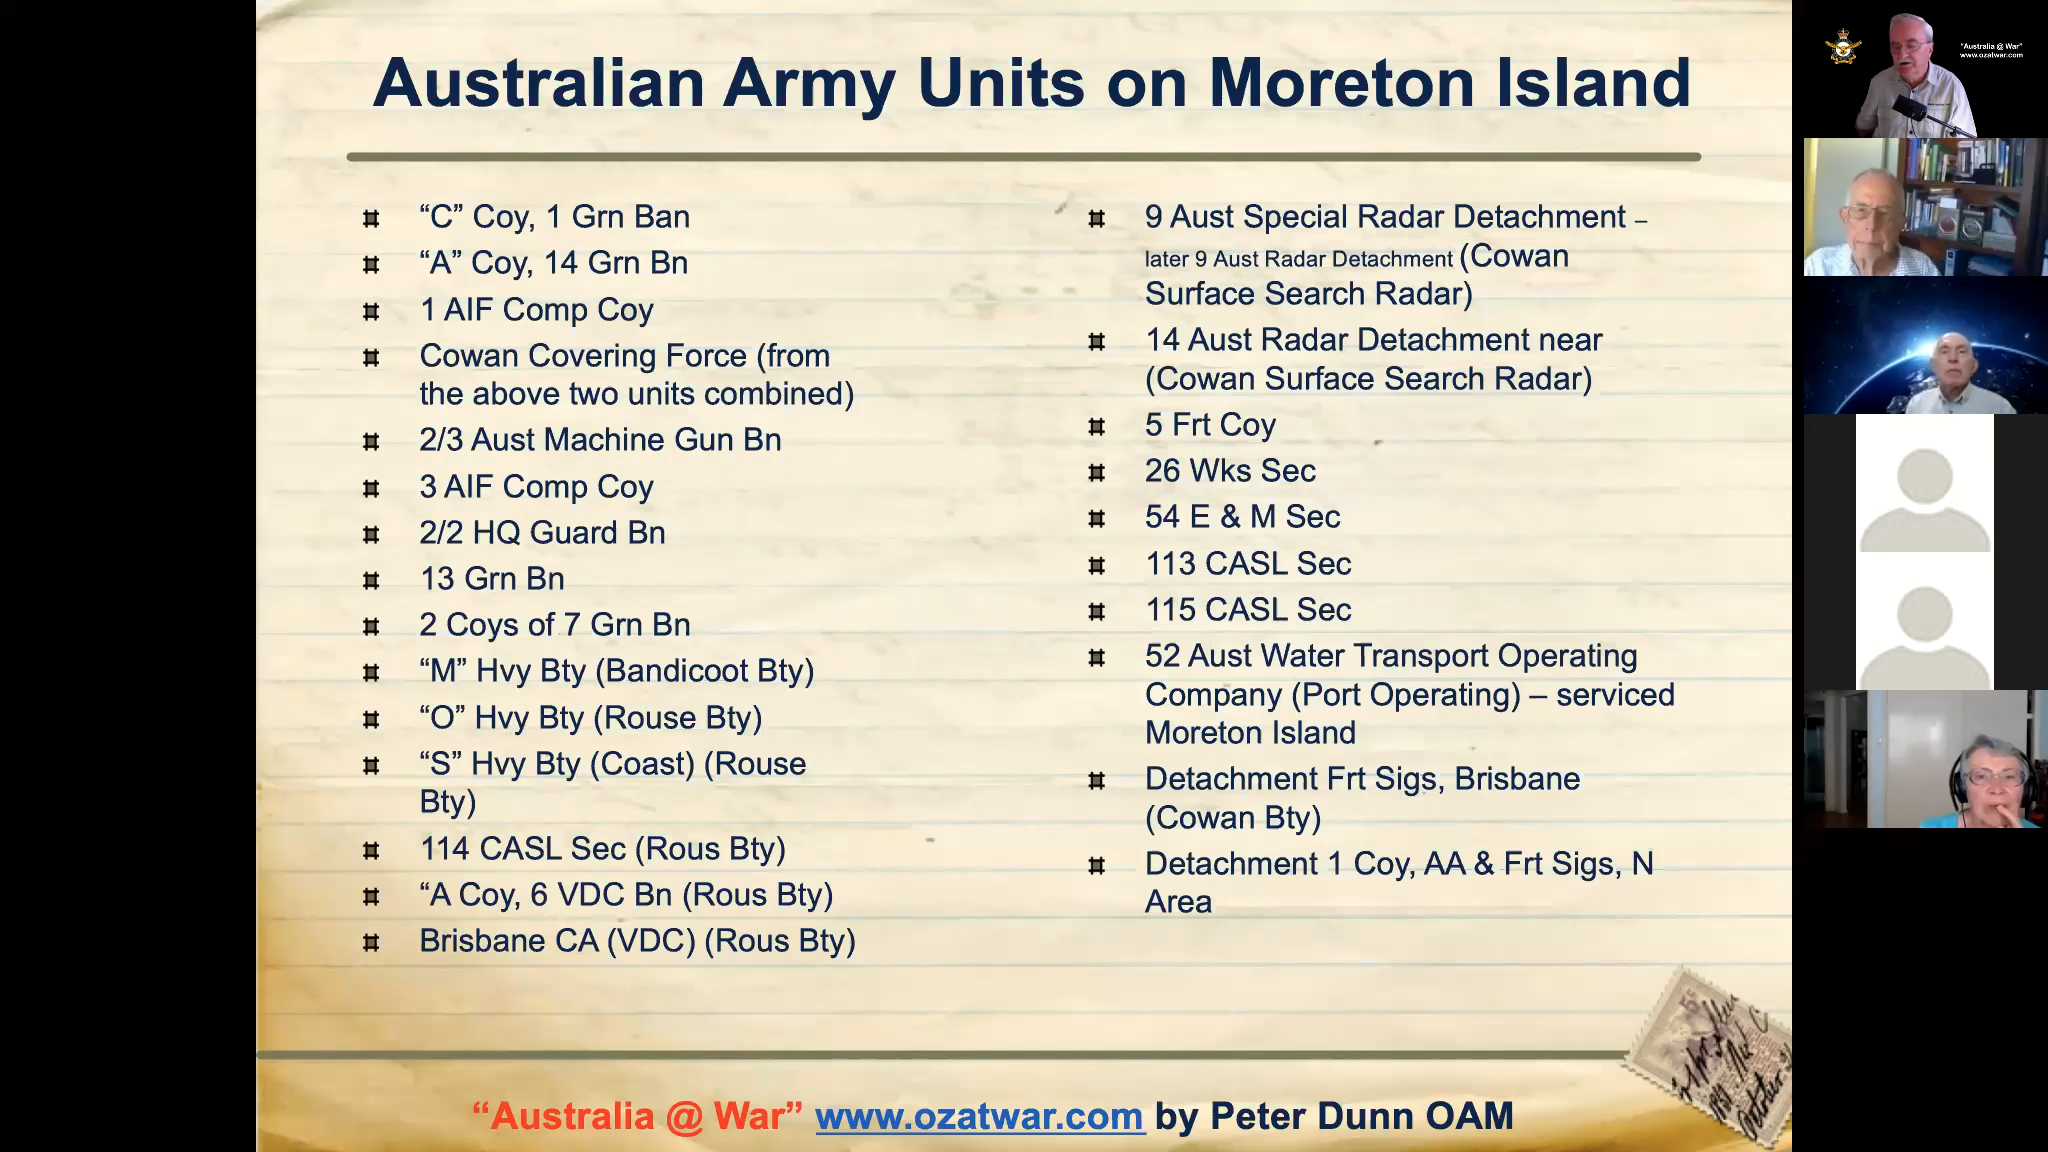 Australian Army Units on Moreton Island
“C” Coy, 1 Grn Ban
“A” Coy, 14 Grn Bn
1 AIF Comp Coy
Cowan Covering Force (from
the above two units combined)
2/3 Aust Machine Gun Bn
3 AIF Comp Coy
2/2 HQ Guard Bn
13 Grn Bn
2 Coys of 7 Grn Bn
“M” Hvy Bty (Bandicoot Bty)
“O” Hvy Bty (Rouse Bty)
“S” Hvy Bty (Coast) (Rouse
Bty)
114 CASL Sec (Rous Bty)
“A Coy, 6 VDC Bn (Rous Bty)
Brisbane CA (VDC) (Rous Bty)
9 Aust Special Radar Detachment –
later 9 Aust Radar Detachment (Cowan
Surface Search Radar)
14 Aust Radar Detachment near
(Cowan Surface Search Radar)
5 Frt Coy
26 Wks Sec
54 E & M Sec
113 CASL Sec
115 CASL Sec
52 Aust Water Transport Operating
Company (Port Operating) – serviced
Moreton Island
Detachment Frt Sigs, Brisbane
(Cowan Bty)
Detachment 1 Coy, AA & Frt Sigs, N
Area
“Australia @ War” www.ozatwar.com by Peter Dunn OAM
"Australia @ War"
www.ozatwar.com